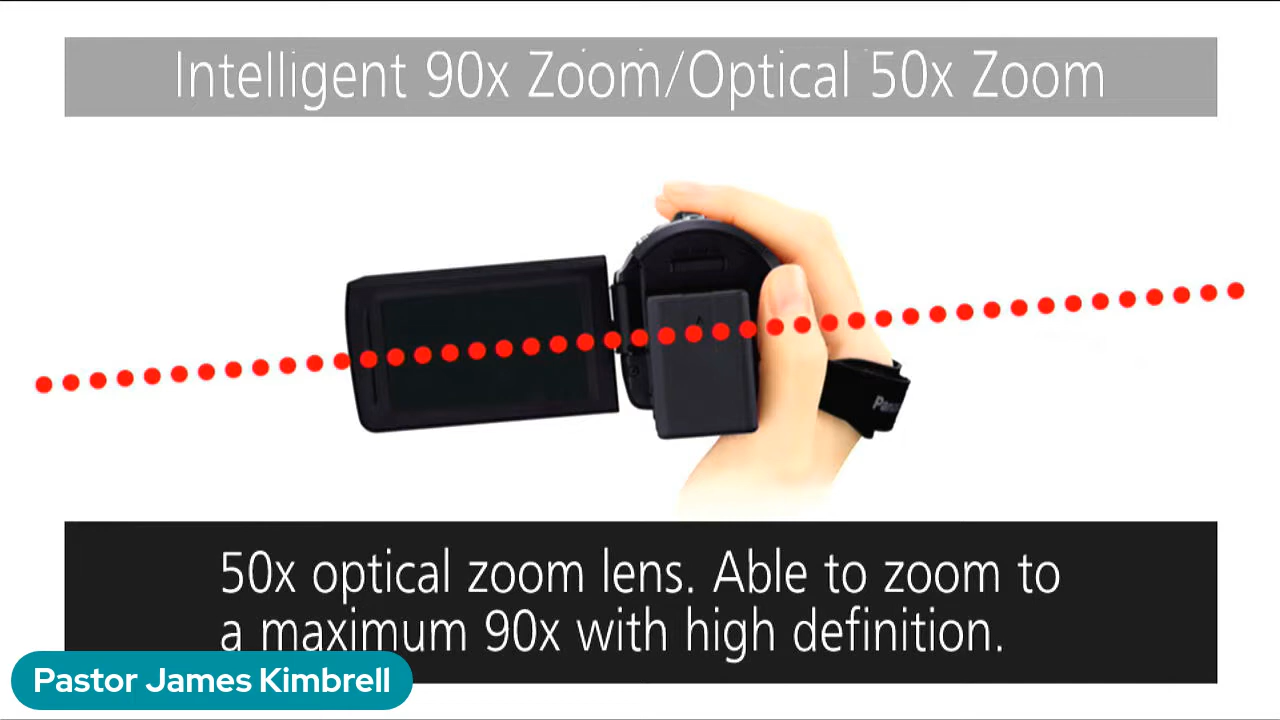 Intelligent 90x Zoom/Optical 50x Zoom
50x optical zoom lens. Able to zoom to
a maximum 90x with high definition.
Pastor James Kimbrell